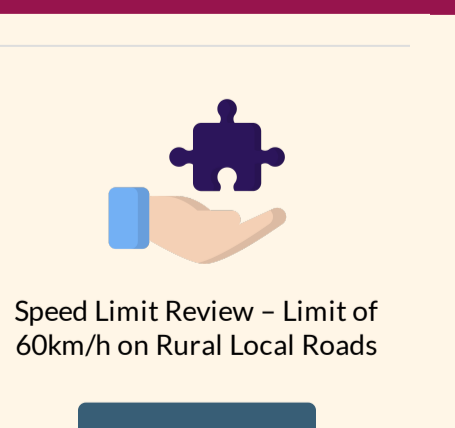 Speed Limit Review – Limit of
60km/h on Rural Local Roads